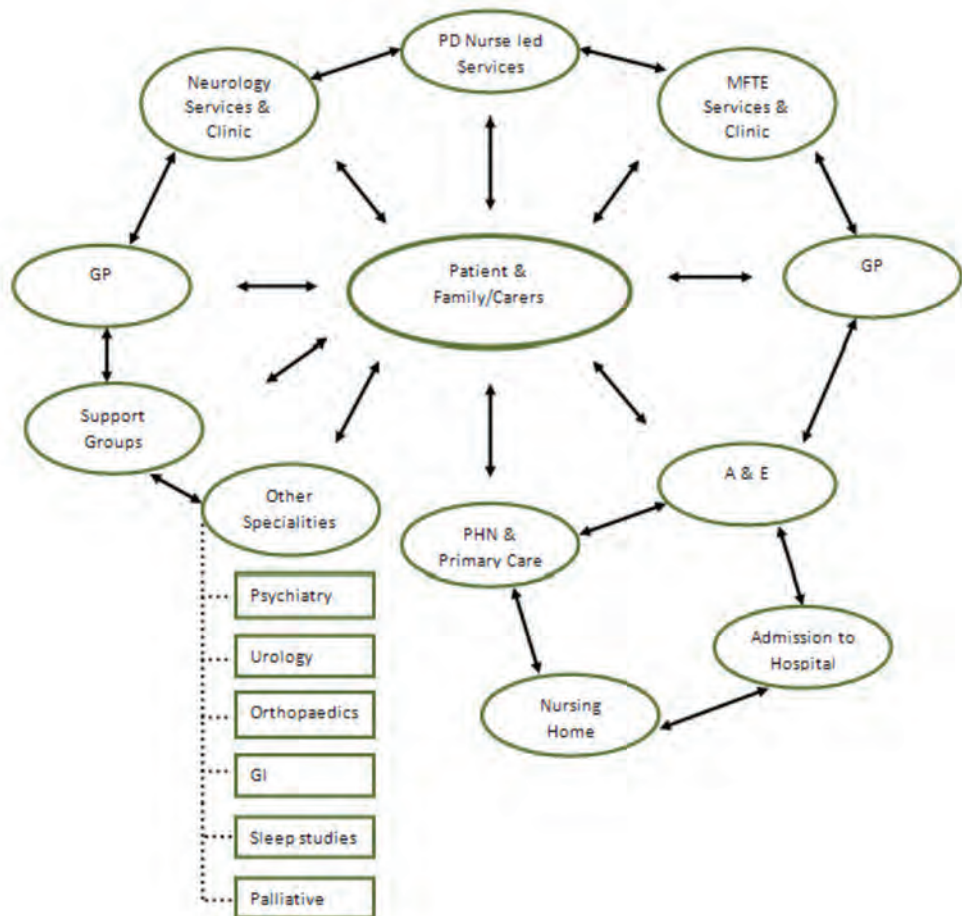 PD Nurse led
Services
Neurology
Services &
Clinic
MFTE
Services &
Clinic
GP
Patient &
Family/Carers
GP
Support
Groups
Other
Specialities
PHN &
Primary Care
A & E
Admission to
Hospital
Nursing
Home
Psychiatry
Urology
Orthopaedics
GI
Sleep studies
Palliative